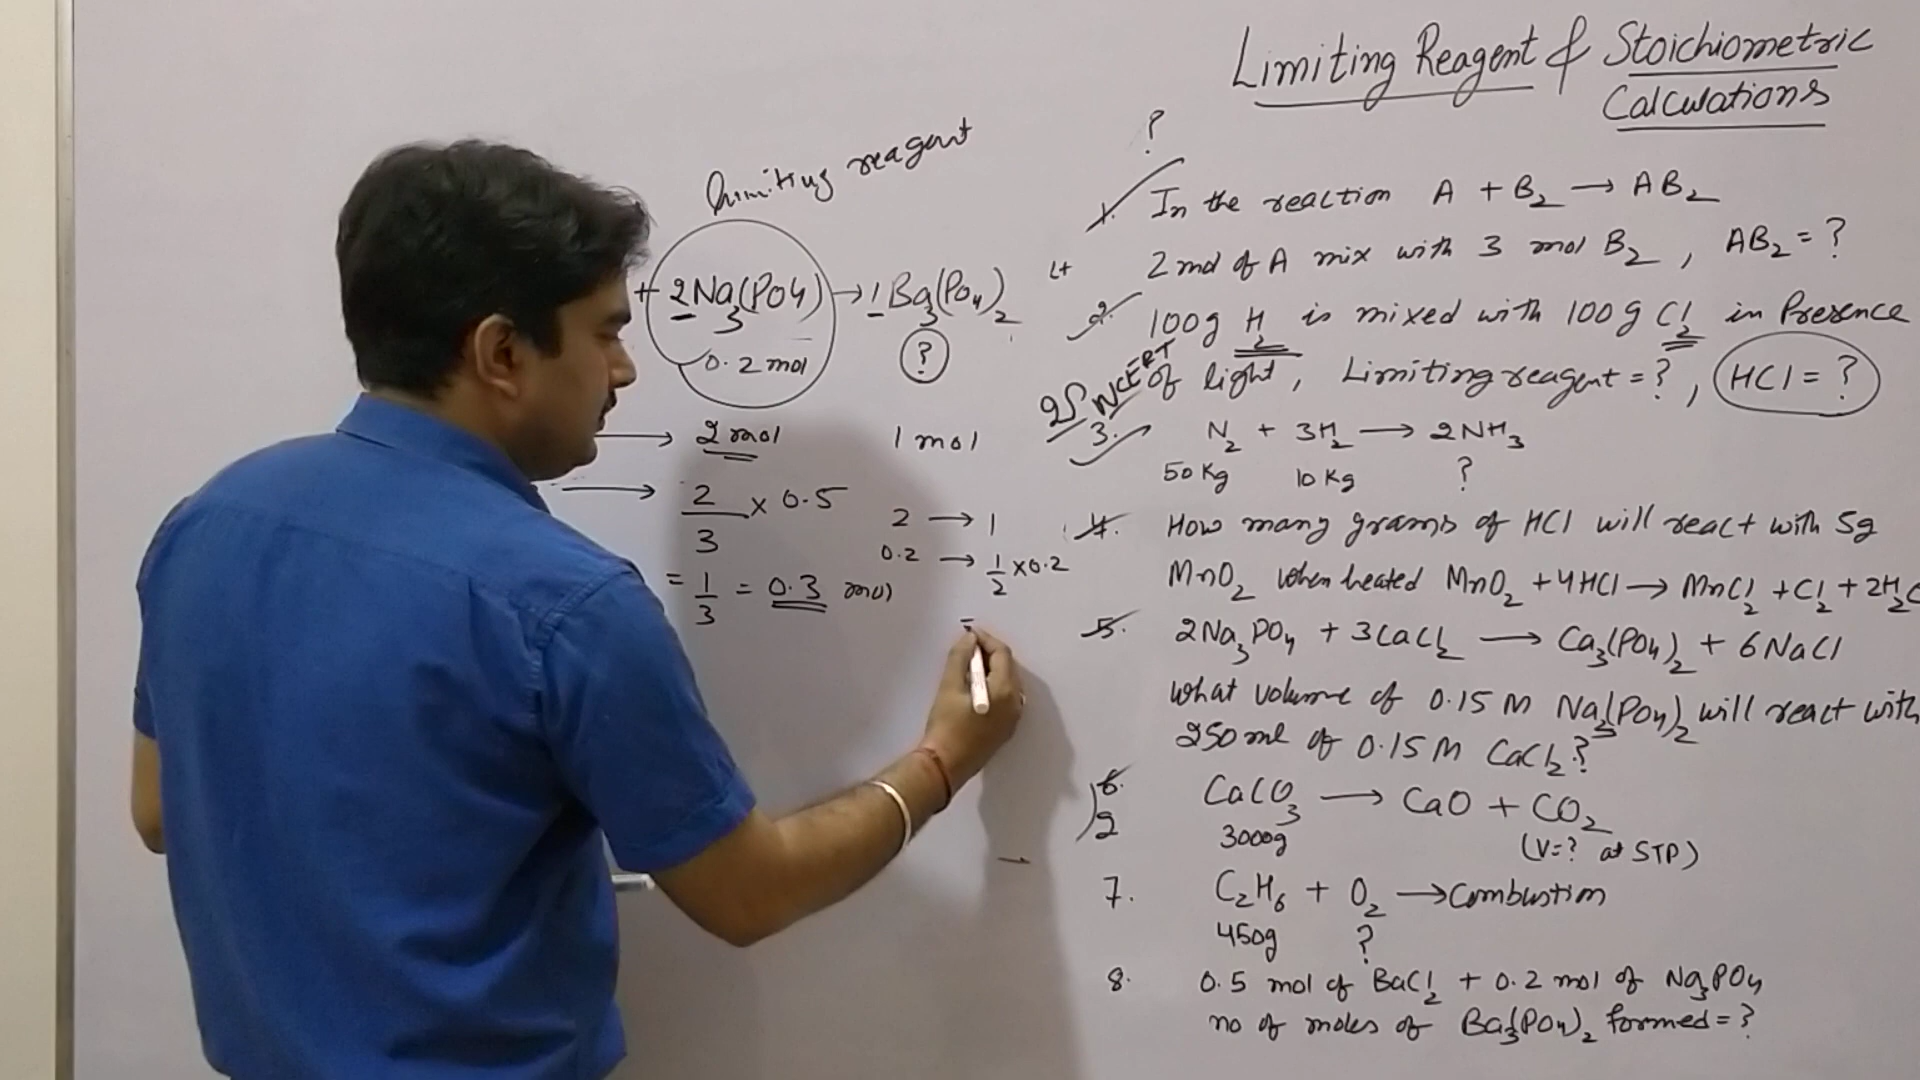 Limiting Reagent & Stoichiometric
Calculations
?
limiting reagent
+ 2Na3(PO4) → 1Ba3(PO4)2
0.2 mol
?
→ 2 mol 1 mol
→ 2/3 × 0.5
= 1/3 = 0.3 mol
2 → 1
0.2 → 1/2 × 0.2
=
1. In the reaction A + B2 → AB2
2 mol of A mix with 3 mol B2, AB2 = ?
2. 100g H2 is mixed with 100g Cl2 in Presence
of light, Limiting reagent = ?, HCl = ?
NCERT
3. N2 + 3H2 → 2NH3
50 Kg 10 Kg ?
4. How many grams of HCl will react with 5g
MnO2 when heated MnO2 + 4HCl → MnCl2 + Cl2 + 2H2O
5. 2Na3PO4 + 3CaCl2 → Ca3(PO4)2 + 6NaCl
what volume of 0.15 M Na3(PO4)2 will react with
250 ml of 0.15 M CaCl2?
6. CaCO3 → CaO + CO2
3000g (V=? at STP)
7. C2H6 + O2 → Combustion
450g ?
8. 0.5 mol of BaCl2 + 0.2 mol of Na3PO4
no of moles of Ba3(PO4)2 formed = ?